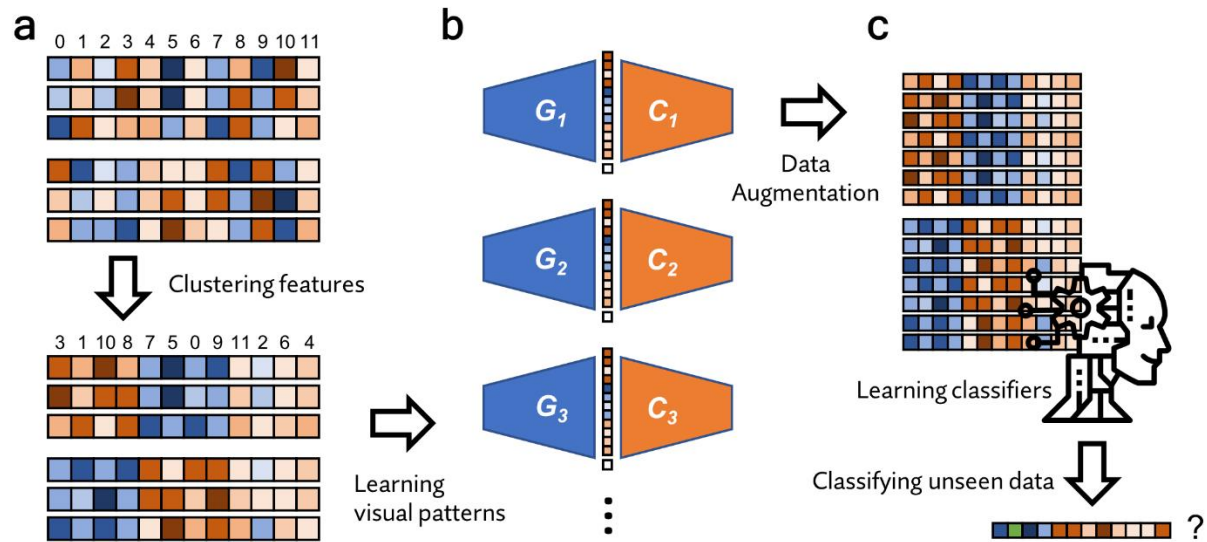 a
0 1 2 3 4 5 6 7 8 9 10 11
Clustering features
3 1 10 8 7 5 0 9 11 2 6 4
Learning
visual patterns
b
G1 C1
G2 C2
G3 C3
Data
Augmentation
c
Learning classifiers
Classifying unseen data
?